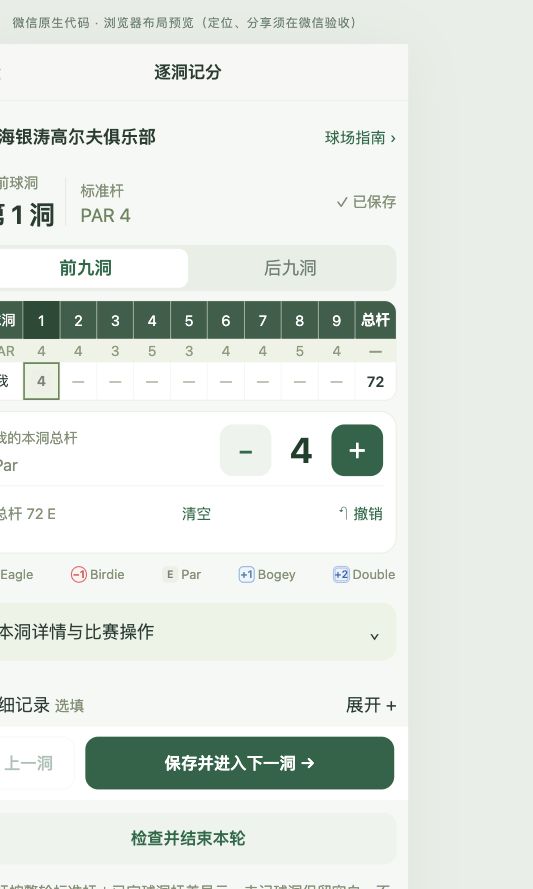 微信原生代码 · 浏览器布局预览（定位、分享须在微信验收）
逐洞记分
海银涛高尔夫俱乐部 球场指南 ›
前球洞 标准杆
第 1 洞 PAR 4 ✓ 已保存
前九洞 后九洞
洞 1 2 3 4 5 6 7 8 9 总杆
AR 4 4 3 5 3 4 4 5 4 —
我 4 — — — — — — — — 72
我的本洞总杆
Par – 4 +
总杆 72 E 清空 撤销
Eagle −1 Birdie E Par +1 Bogey +2 Double
本洞详情与比赛操作
细记录 选填 展开 +
上一洞 保存并进入下一洞 →
检查并结束本轮